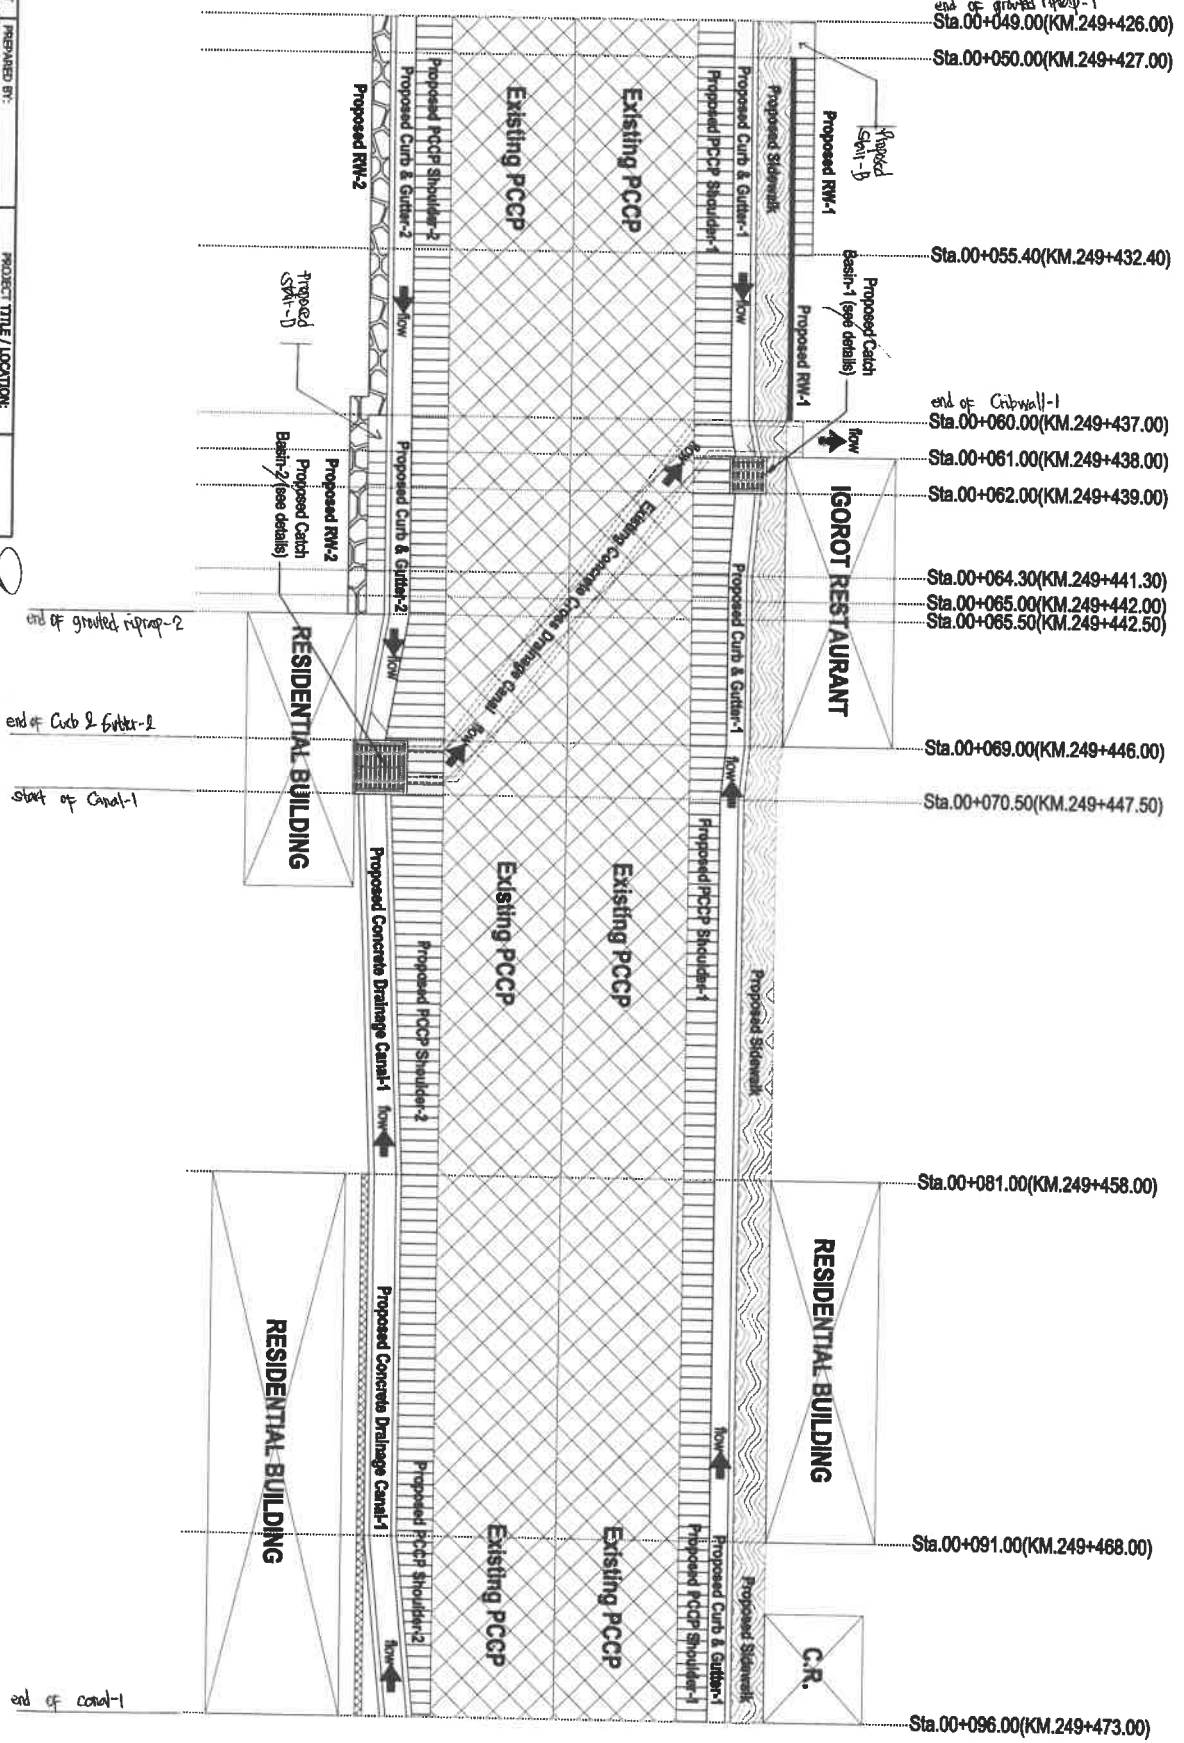 end of grouted riprap-1
Sta.00+049.00(KM.249+426.00)
Sta.00+050.00(KM.249+427.00)
Sta.00+055.40(KM.249+432.40)
end of Cribwall-1
Sta.00+060.00(KM.249+437.00)
Sta.00+061.00(KM.249+438.00)
Sta.00+062.00(KM.249+439.00)
Sta.00+064.30(KM.249+441.30)
Sta.00+065.00(KM.249+442.00)
Sta.00+065.50(KM.249+442.50)
Sta.00+069.00(KM.249+446.00)
Sta.00+070.50(KM.249+447.50)
Sta.00+081.00(KM.249+458.00)
Sta.00+091.00(KM.249+468.00)
Sta.00+096.00(KM.249+473.00)
Proposed
Stair-B
Proposed RW-1
Proposed Catch
Basin-1 (see details)
Proposed RW-1
flow
IGOROT RESTAURANT
RESIDENTIAL BUILDING
C.R.
Proposed Sidewalk
Proposed Sidewalk
Proposed Sidewalk
Proposed Curb & Gutter-1
flow
Proposed Curb & Gutter-1
flow
flow
Proposed Curb & Gutter-1
Proposed PCCP Shoulder-1
Proposed PCCP Shoulder-1
Proposed PCCP Shoulder-1
Existing PCCP
Existing PCCP
Existing PCCP
flow
Existing Concrete Cross Drainage Canal
flow
Existing PCCP
Existing PCCP
Existing PCCP
Proposed PCCP Shoulder-2
Proposed PCCP Shoulder-2
Proposed PCCP Shoulder-2
Proposed Curb & Gutter-2
flow
Proposed Curb & Gutter-2
flow
Proposed Concrete Drainage Canal-1
flow
Proposed Concrete Drainage Canal-1
flow
Proposed RW-2
Proposed RW-2
Proposed
Proposed Catch
Basin-2 (see details)
RESIDENTIAL BUILDING
RESIDENTIAL BUILDING
end of grouted riprap-2
end of Curb & Gutter-2
start of Canal-1
end of canal-1
PREPARED BY:
PROJECT TITLE / LOCATION: